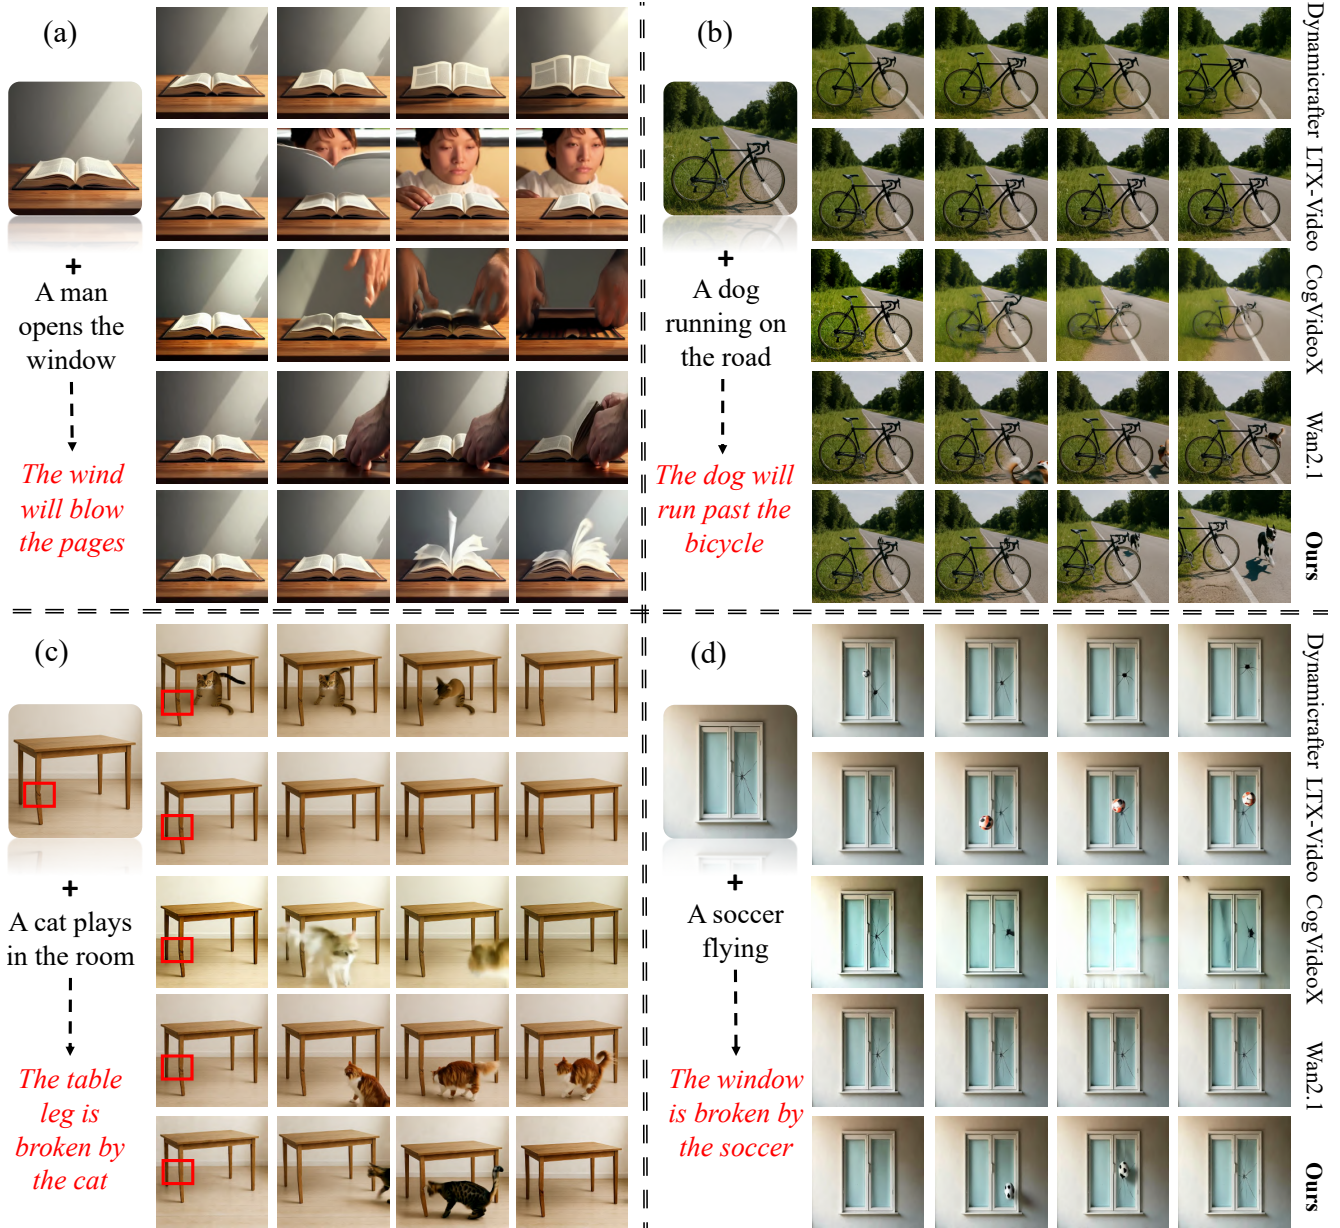 (a)
+
A man
opens the
window
The wind
will blow
the pages
(b)
+
A dog
running on
the road
The dog will
run past the
bicycle
Dynamicrafter
LTX-Video
CogVideoX
Wan2.1
Ours
(c)
+
A cat plays
in the room
The table
leg is
broken by
the cat
(d)
+
A soccer
flying
The window
is broken by
the soccer
Dynamicrafter
LTX-Video
CogVideoX
Wan2.1
Ours